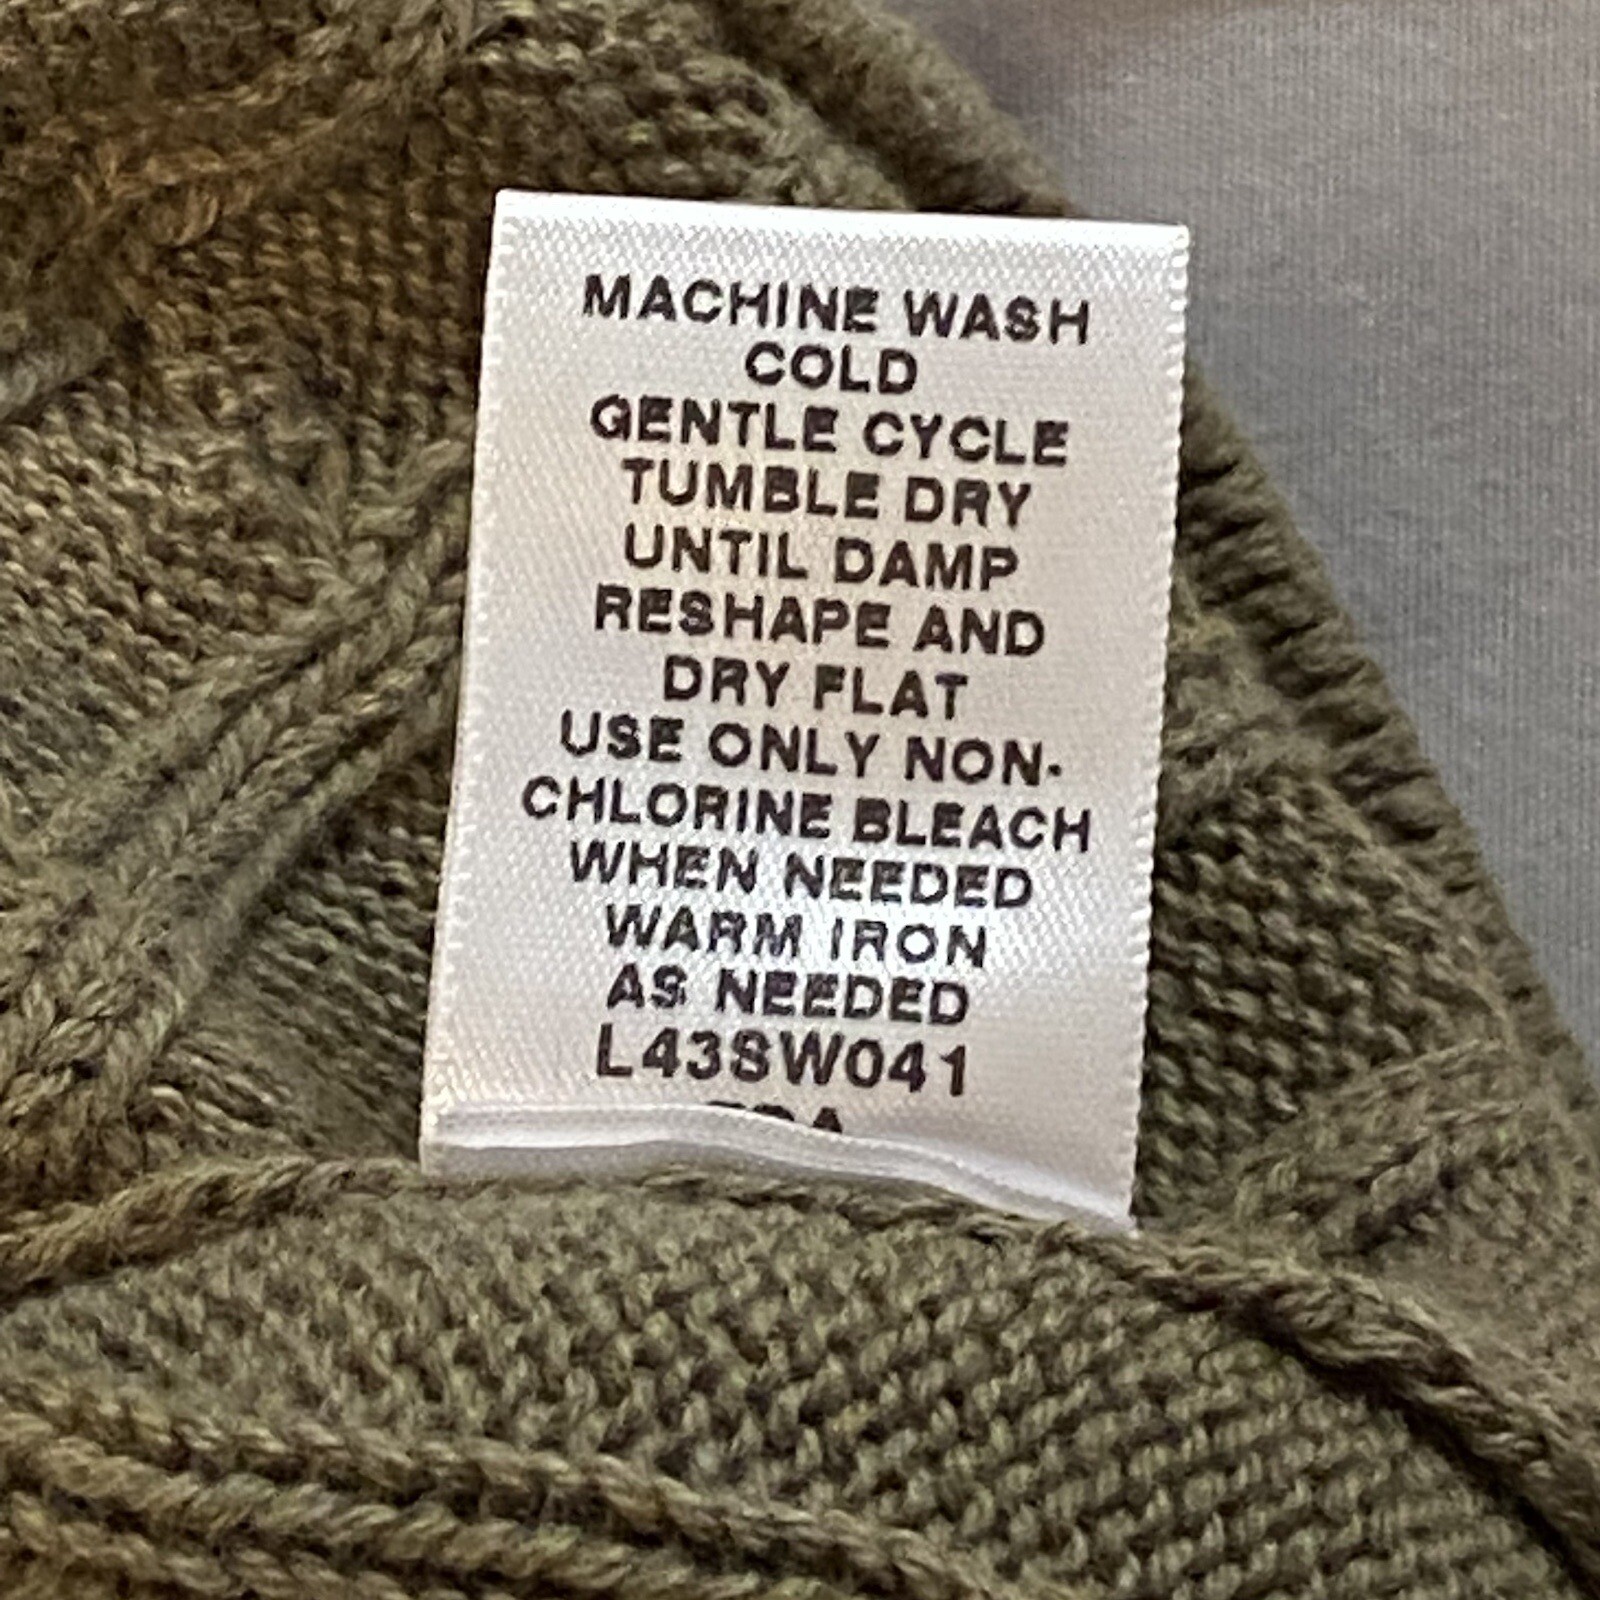 MACHINE WASH
COLD
GENTLE CYCLE
TUMBLE DRY
UNTIL DAMP
RESHAPE AND
DRY FLAT
USE ONLY NON-
CHLORINE BLEACH
WHEN NEEDED
WARM IRON
AS NEEDED
L43SW041